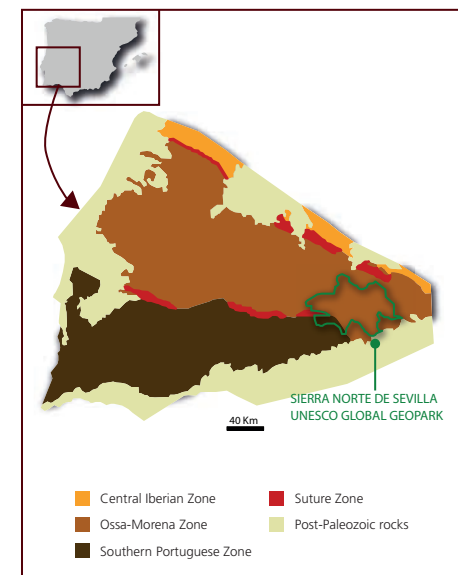 SIERRA NORTE DE SEVILLA
UNESCO GLOBAL GEOPARK
40 Km
Central Iberian Zone
Ossa-Morena Zone
Southern Portuguese Zone
Suture Zone
Post-Paleozoic rocks